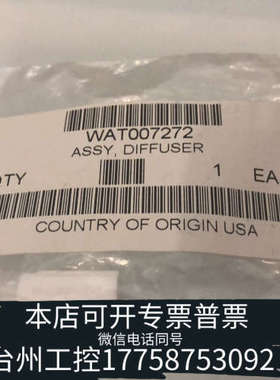 WAT007272
ASSY, DIFFUSER
QTY 1 EA
COUNTRY OF ORIGIN USA
本店可开专票普票
微信电话同号
台州工控17758753092